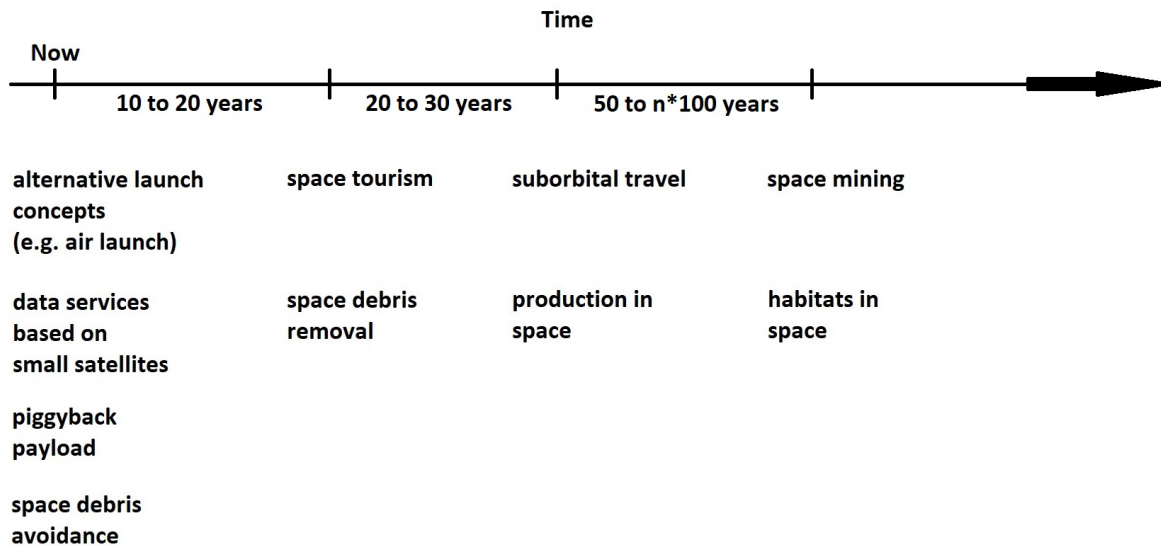 Time
Now
10 to 20 years
20 to 30 years
50 to n*100 years
alternative launch
concepts
(e.g. air launch)
space tourism
suborbital travel
space mining
data services
based on
small satellites
space debris
removal
production in
space
habitats in
space
piggyback
payload
space debris
avoidance